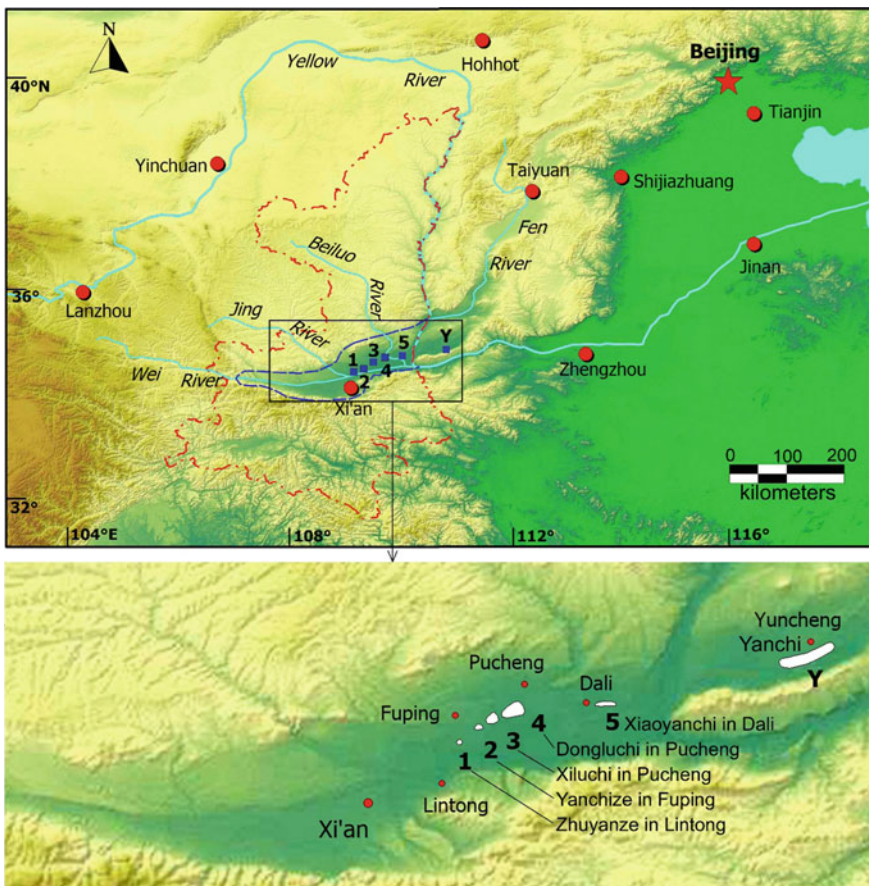 N
Yellow
River
Hohhot
Beijing
40°N
Tianjin
Yinchuan
Taiyuan
Shijiazhuang
Fen
River
Beiluo
River
Jinan
36°
Lanzhou
Jing
River
Y
5
3
1
4
2
Wei
River
Zhengzhou
Xi'an
0 100 200
kilometers
32°
104°E
108°
112°
116°
Yuncheng
Yanchi
Y
Pucheng
Dali
Fuping
5 Xiaoyanchi in Dali
4
Dongluchi in Pucheng
3
Xiluchi in Pucheng
2
Yanchize in Fuping
1
Zhuyanze in Lintong
Lintong
Xi'an